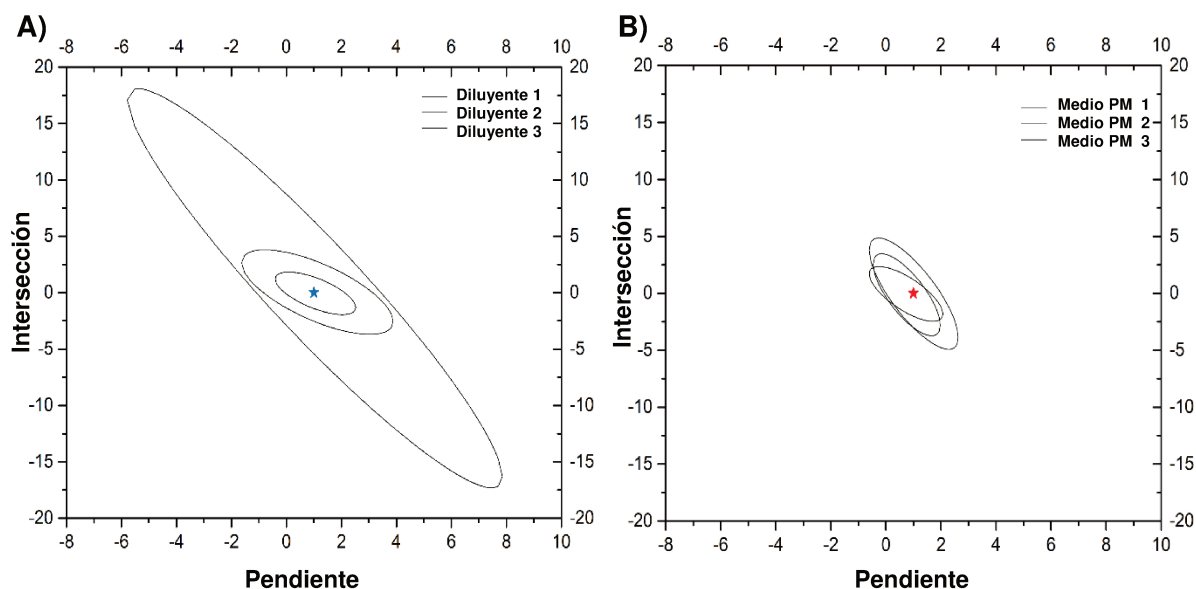 A)
-8 -6 -4 -2 0 2 4 6 8 10
20 20
15 15
10 10
5 5
0 0
-5 -5
-10 -10
-15 -15
-20 -20
-8 -6 -4 -2 0 2 4 6 8 10
Intersección
Pendiente
Diluyente 1
Diluyente 2
Diluyente 3
B)
-8 -6 -4 -2 0 2 4 6 8 10
20 20
15 15
10 10
5 5
0 0
-5 -5
-10 -10
-15 -15
-20 -20
-8 -6 -4 -2 0 2 4 6 8 10
Intersección
Pendiente
Medio PM 1
Medio PM 2
Medio PM 3